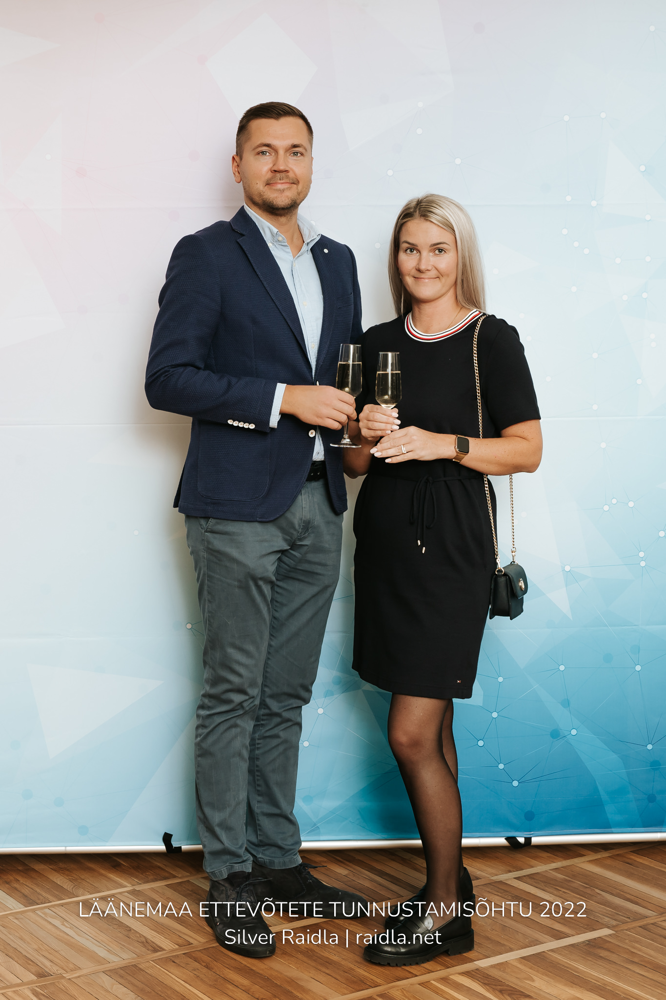 LÄÄNEMAA ETTEVÕTETE TUNNUSTAMISÕHTU 2022
Silver Raidla | raidla.net